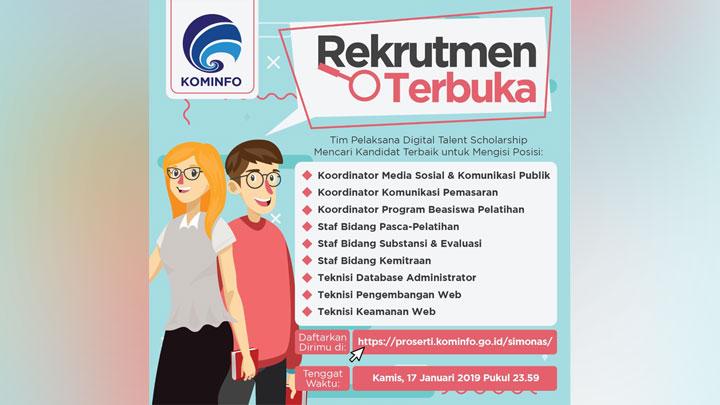 KOMINFO
Rekrutmen
Terbuka
Tim Pelaksana Digital Talent Scholarship
Mencari Kandidat Terbaik untuk Mengisi Posisi:
Koordinator Media Sosial & Komunikasi Publik
Koordinator Komunikasi Pemasaran
Koordinator Program Beasiswa Pelatihan
Staf Bidang Pasca-Pelatihan
Staf Bidang Substansi & Evaluasi
Staf Bidang Kemitraan
Teknisi Database Administrator
Teknisi Pengembangan Web
Teknisi Keamanan Web
Daftarkan
Dirimu di:
https://proserti.kominfo.go.id/simonas/
Tenggat
Waktu:
Kamis, 17 Januari 2019 Pukul 23.59